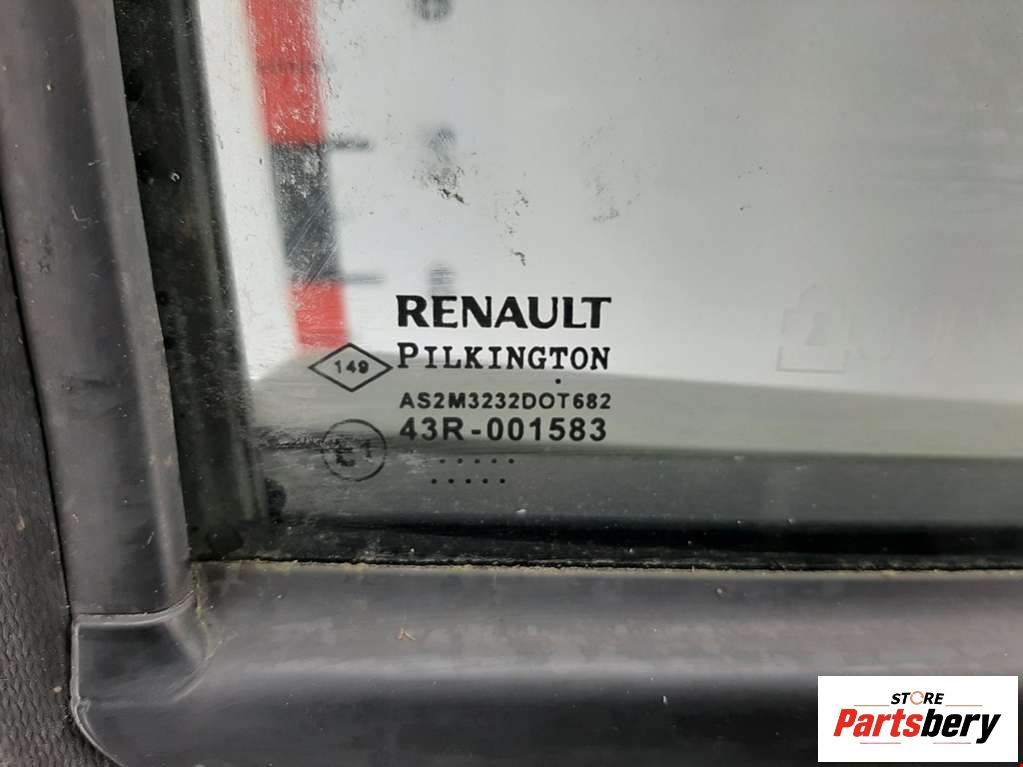 RENAULT
149
PILKINGTON
AS2M3232DOT682
43R-001583
E1
STORE
Partsbery